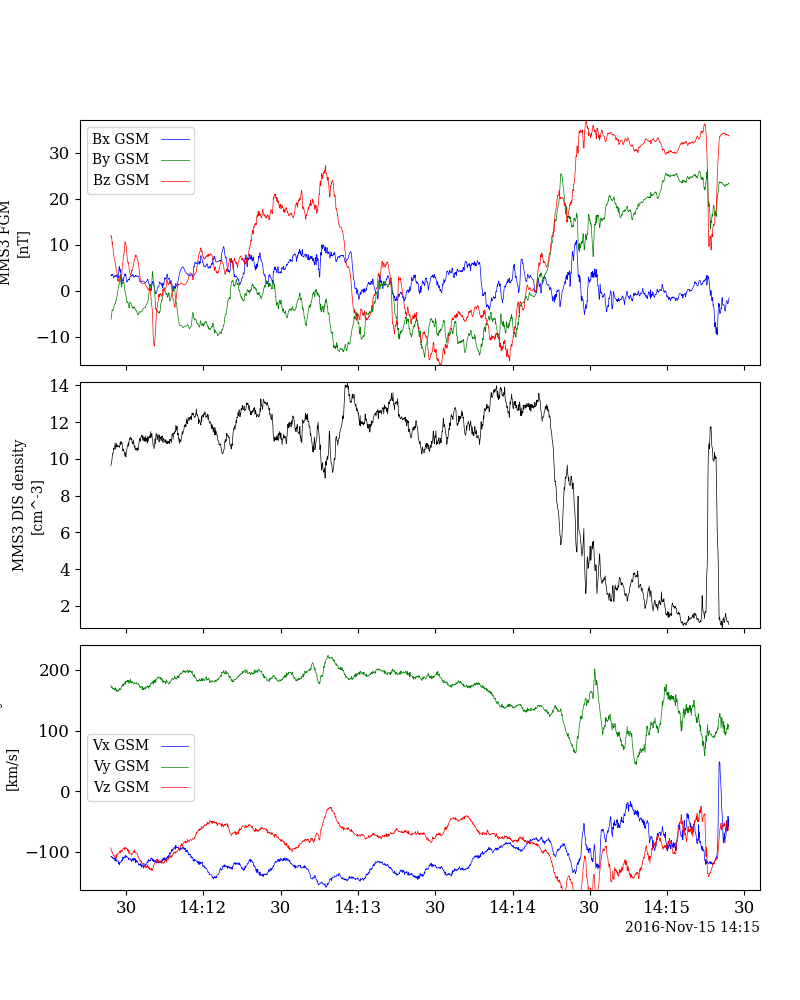 MMS3 FGM
[nT]
30
20
10
0
−10
Bx GSM
By GSM
Bz GSM
MMS3 DIS density
[cm^-3]
14
12
10
8
6
4
2
[km/s]
200
100
0
−100
Vx GSM
Vy GSM
Vz GSM
30 14:12 30 14:13 30 14:14 30 14:15 30
2016-Nov-15 14:15